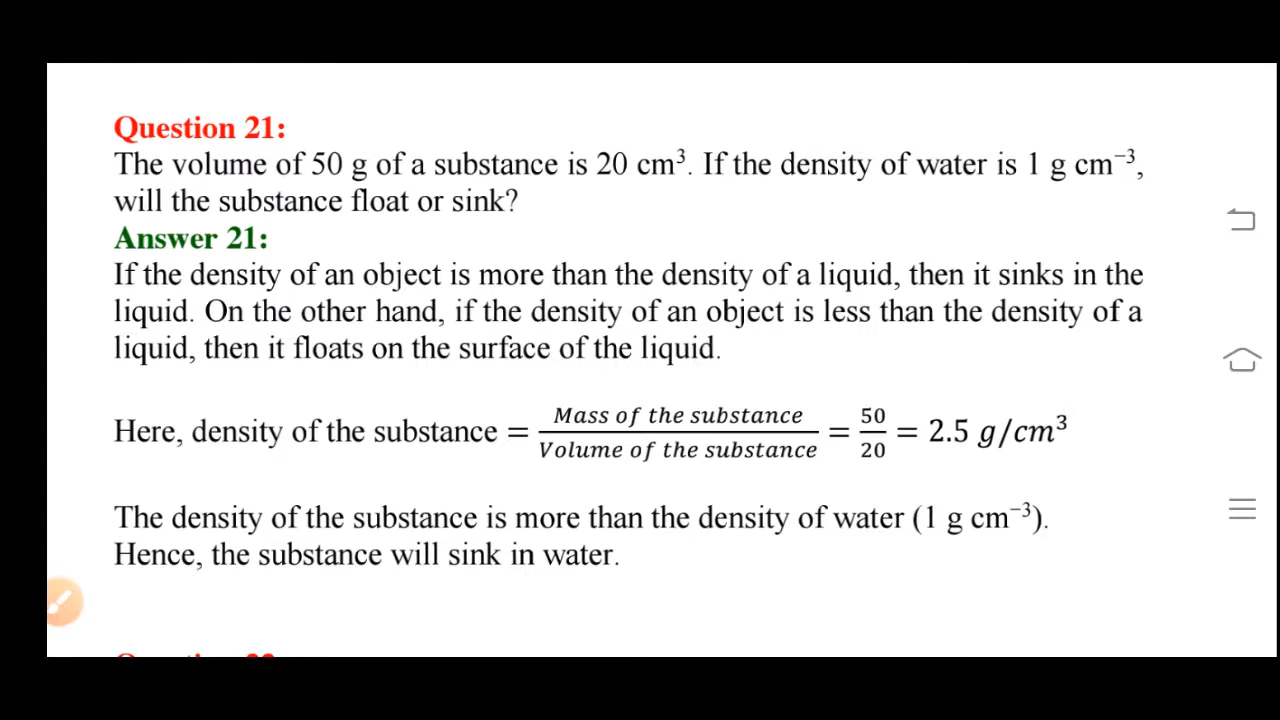 Question 21:
The volume of 50 g of a substance is 20 cm³. If the density of water is 1 g cm⁻³,
will the substance float or sink?
Answer 21:
If the density of an object is more than the density of a liquid, then it sinks in the
liquid. On the other hand, if the density of an object is less than the density of a
liquid, then it floats on the surface of the liquid.
Here, density of the substance = Mass of the substance / Volume of the substance = 50/20 = 2.5 g/cm³
The density of the substance is more than the density of water (1 g cm⁻³).
Hence, the substance will sink in water.